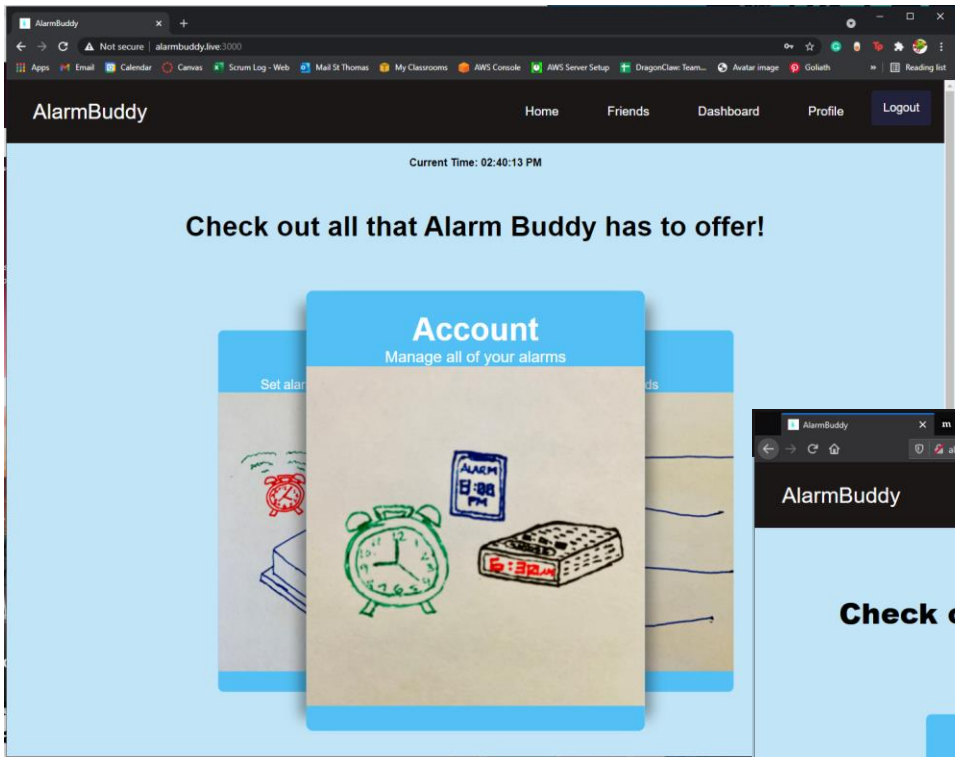 AlarmBuddy
Not secure | alarmbuddy.live:3000
Apps Email Calendar Canvas Scrum Log - Web Mail St Thomas My Classrooms AWS Console AWS Server Setup DragonClaw: Team... Avatar image Goliath » Reading list
AlarmBuddy Home Friends Dashboard Profile Logout
Current Time: 02:40:13 PM
Check out all that Alarm Buddy has to offer!
Account
Manage all of your alarms
Set alar
ds
ALARM
8:00
PM
12
6:30AM
AlarmBuddy
AlarmBuddy
Check